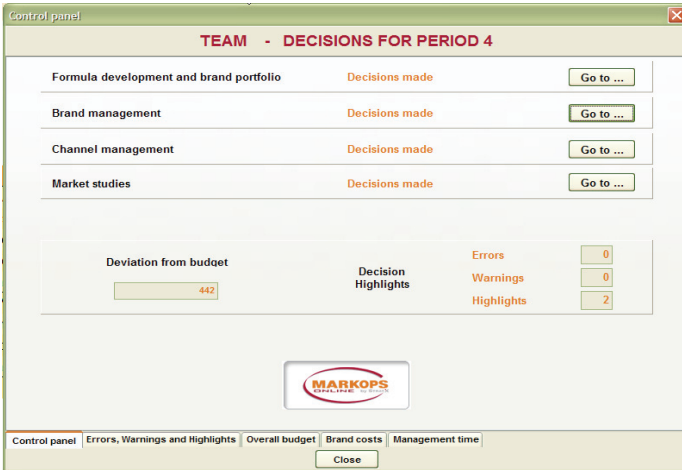 Control panel
TEAM - DECISIONS FOR PERIOD 4
Formula development and brand portfolio Decisions made Go to ...
Brand management Decisions made Go to ...
Channel management Decisions made Go to ...
Market studies Decisions made Go to ...
Deviation from budget
442
Decision
Highlights
Errors 0
Warnings 0
Highlights 2
MARKOPS
ONLINE
Control panel Errors, Warnings and Highlights Overall budget Brand costs Management time
Close